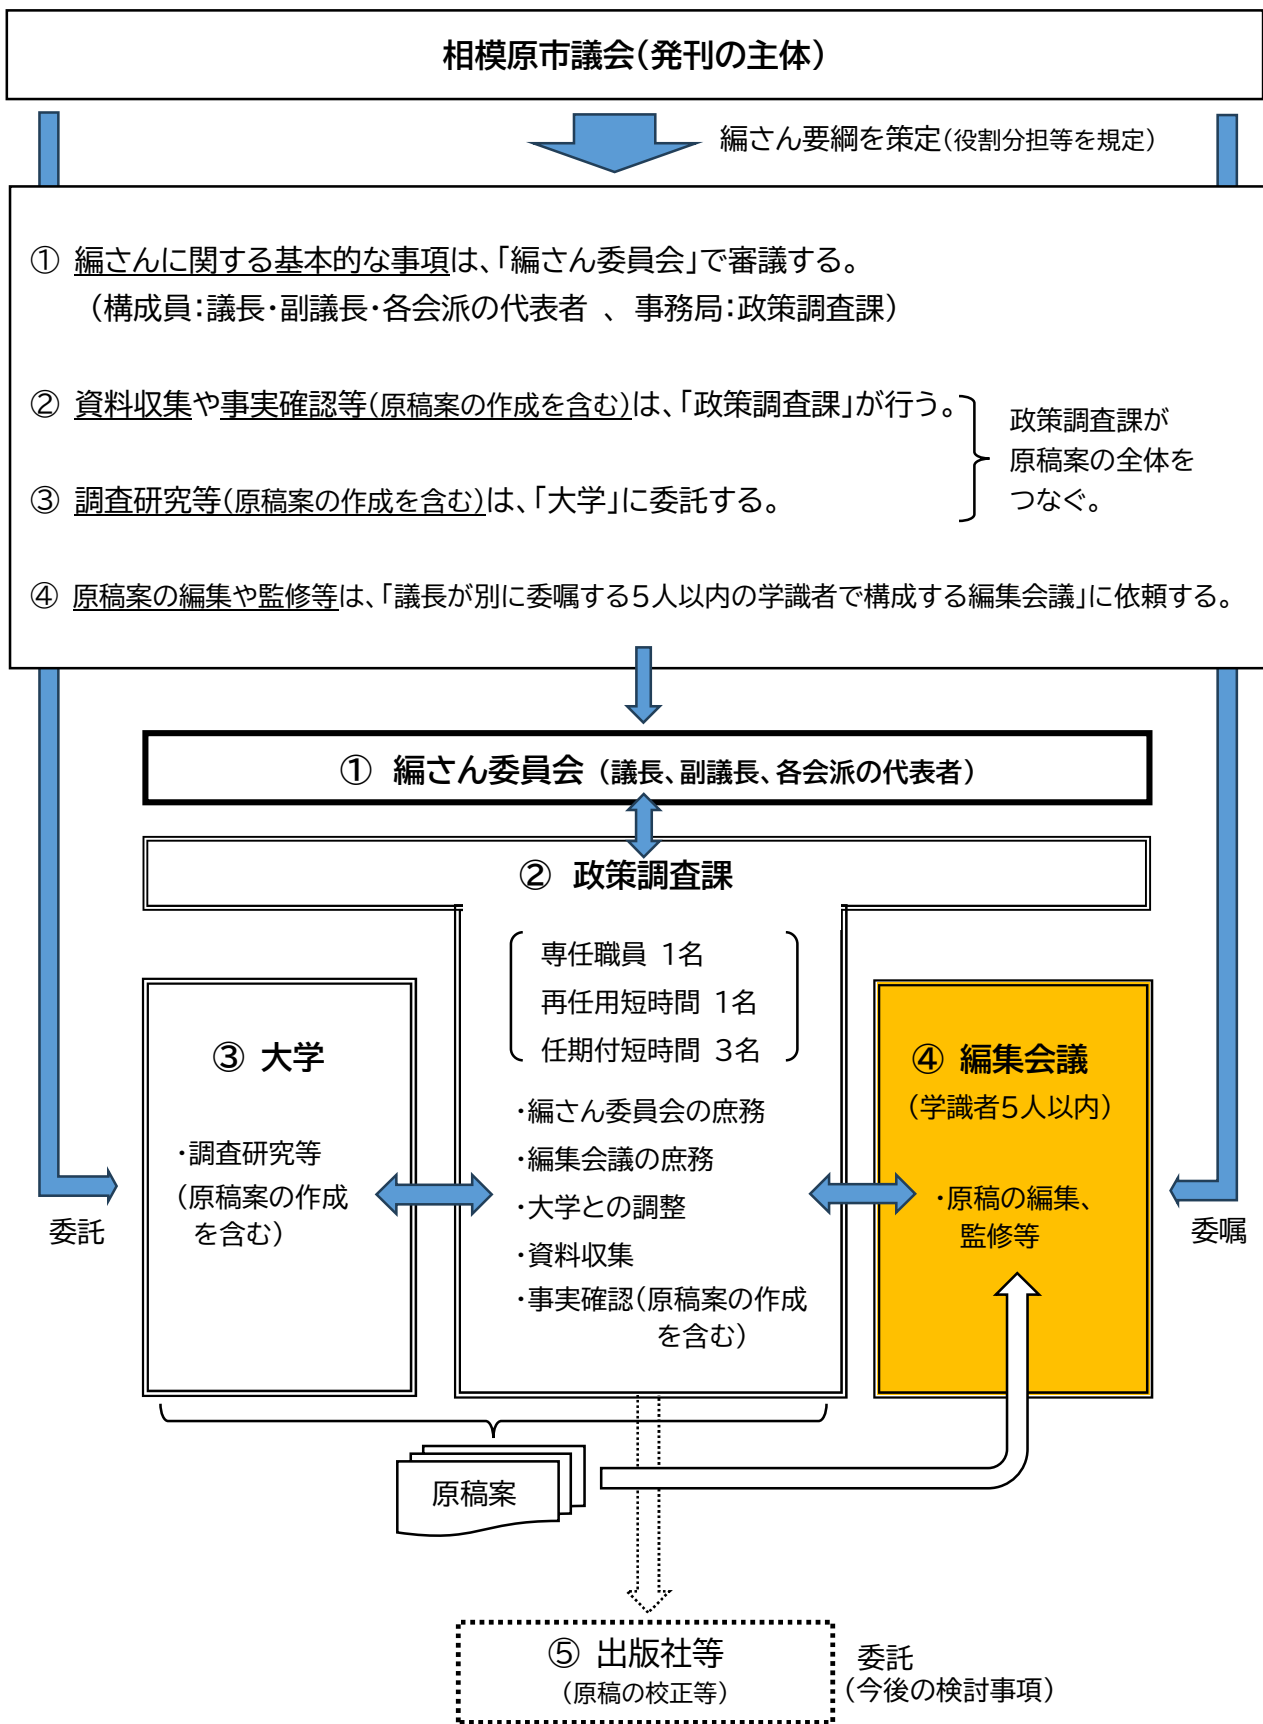 相模原市議会(発刊の主体)
編さん要綱を策定(役割分担等を規定)
① 編さんに関する基本的な事項は、「編さん委員会」で審議する。
(構成員:議長・副議長・各会派の代表者 、 事務局:政策調査課)
② 資料収集や事実確認等(原稿案の作成を含む)は、「政策調査課」が行う。
③ 調査研究等(原稿案の作成を含む)は、「大学」に委託する。
政策調査課が
原稿案の全体を
つなぐ。
④ 原稿案の編集や監修等は、「議長が別に委嘱する5人以内の学識者で構成する編集会議」に依頼する。
① 編さん委員会 (議長、副議長、各会派の代表者)
② 政策調査課
専任職員 1名
再任用短時間 1名
任期付短時間 3名
・編さん委員会の庶務
・編集会議の庶務
・大学との調整
・資料収集
・事実確認(原稿案の作成
を含む)
③ 大学
・調査研究等
(原稿案の作成
を含む)
委託
④ 編集会議
(学識者5人以内)
・原稿の編集、
監修等
委嘱
原稿案
⑤ 出版社等
(原稿の校正等)
委託
(今後の検討事項)